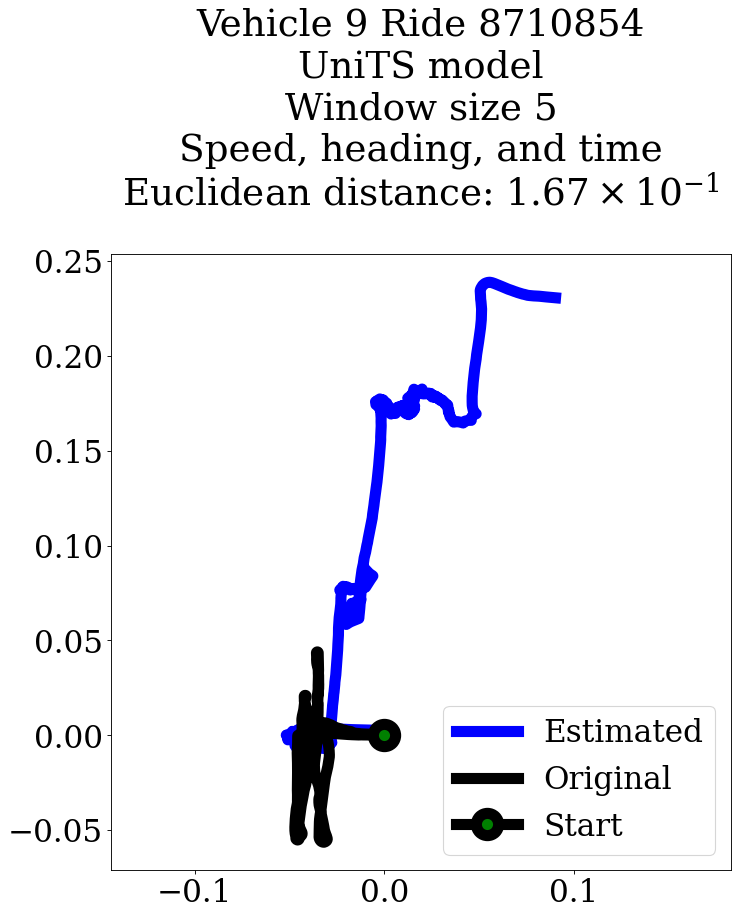 Vehicle 9 Ride 8710854
UniTS model
Window size 5
Speed, heading, and time
Euclidean distance: 1.67 × 10⁻¹
0.25
0.20
0.15
0.10
0.05
0.00
−0.05
−0.1
0.0
0.1
Estimated
Original
Start